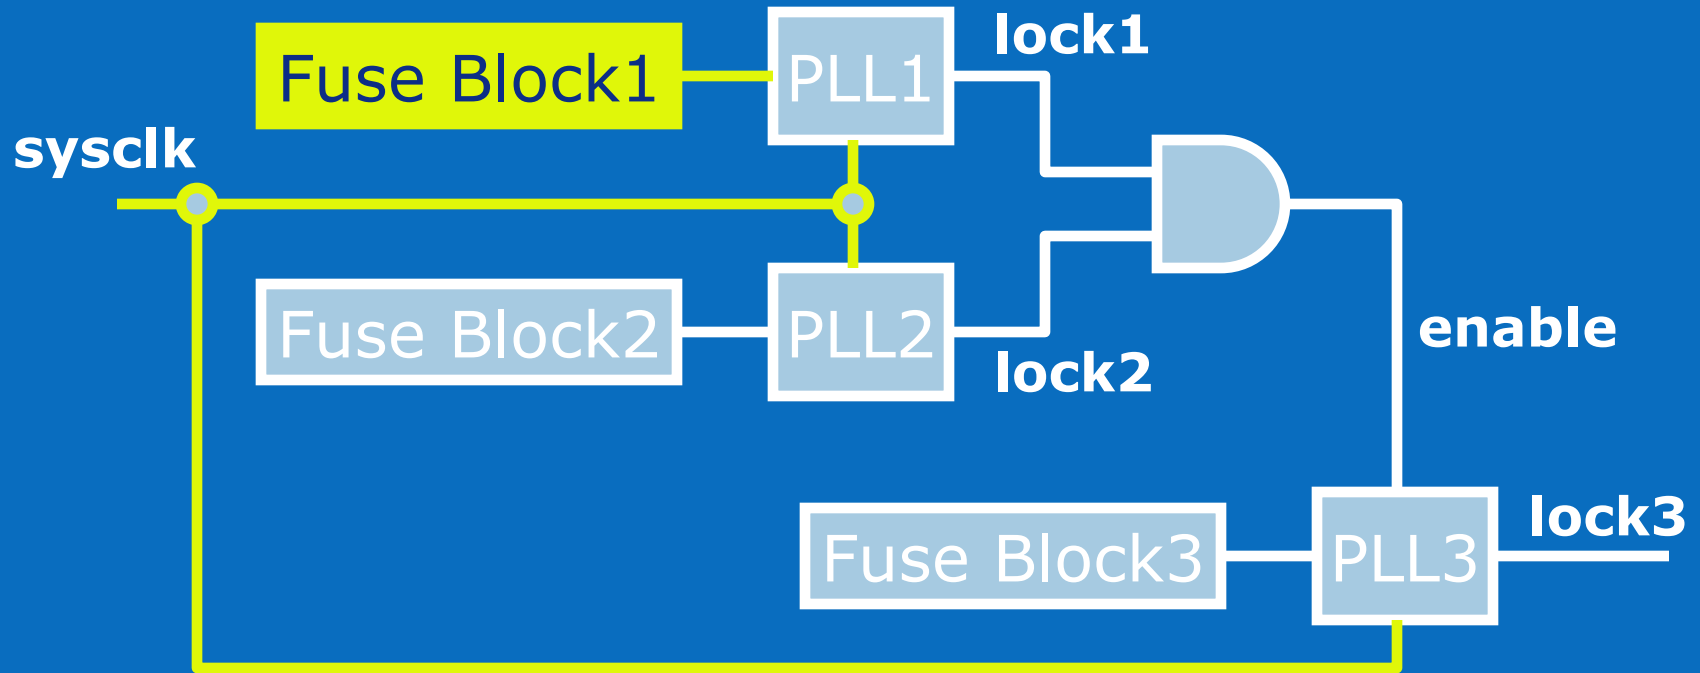 lock1
Fuse Block1
PLL1
sysclk
Fuse Block2
PLL2
enable
lock2
lock3
Fuse Block3
PLL3